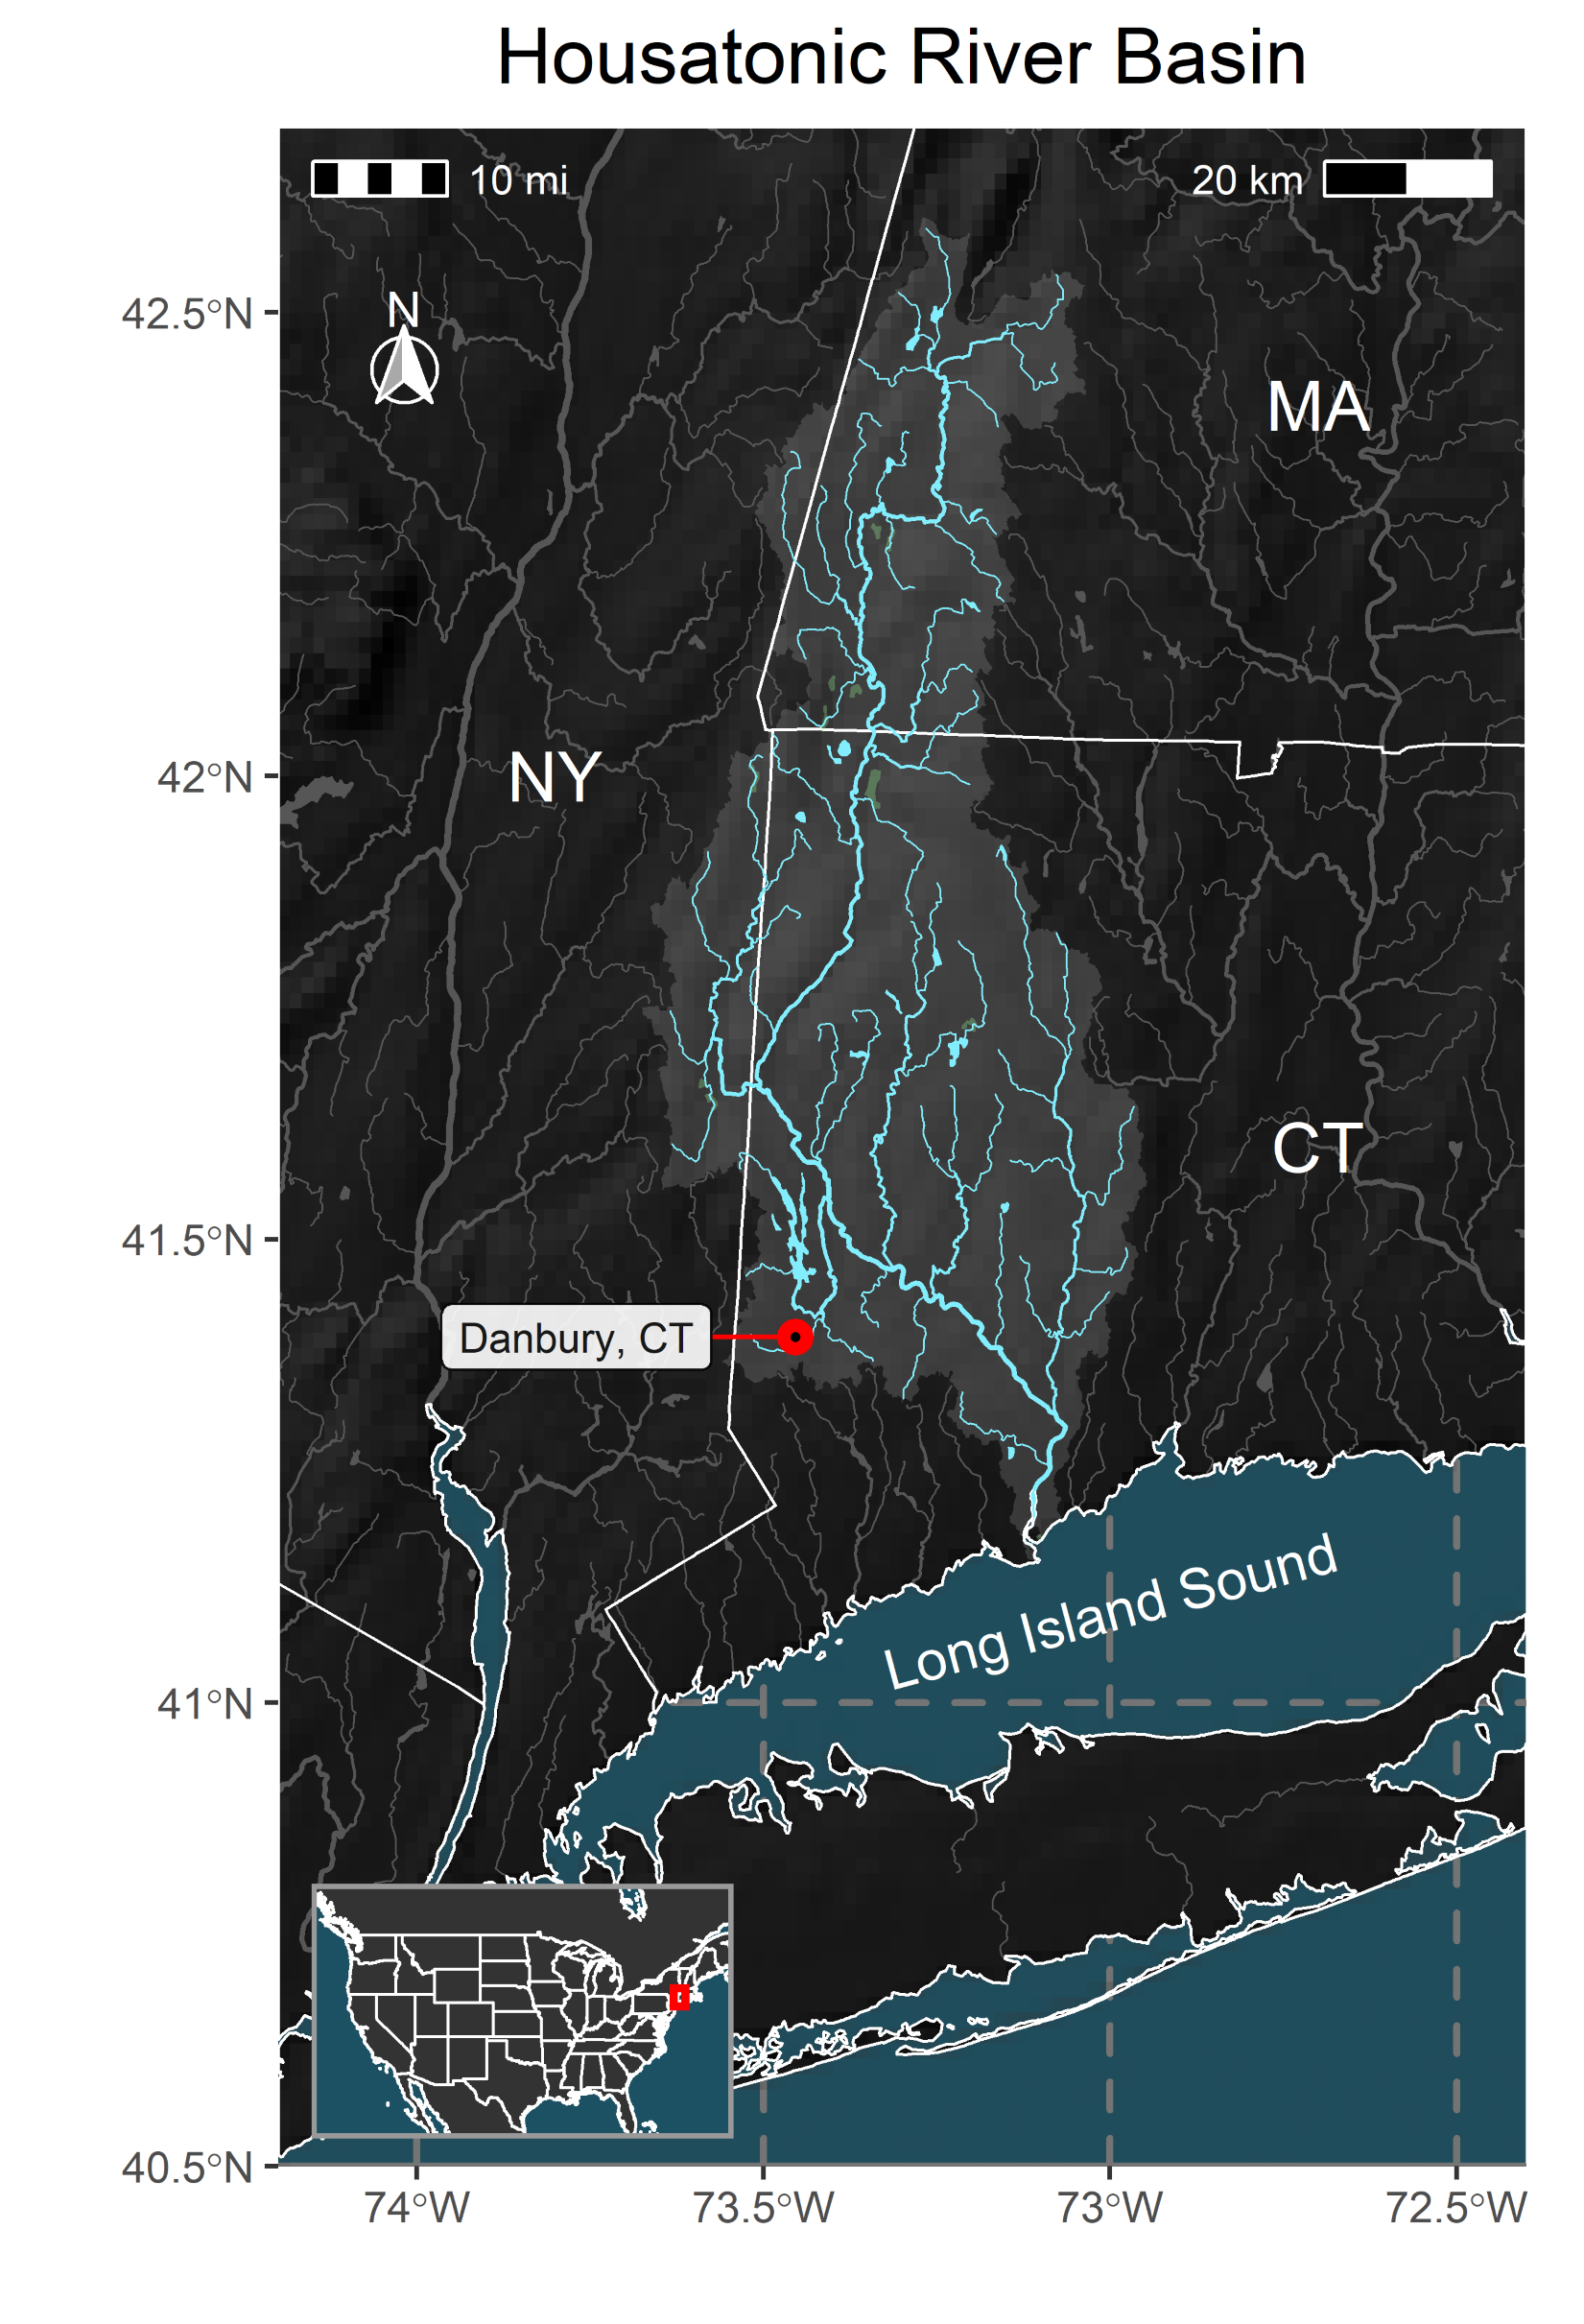 Housatonic River Basin
10 mi
20 km
N
MA
NY
CT
Danbury, CT
Long Island Sound
42.5°N
42°N
41.5°N
41°N
40.5°N
74°W
73.5°W
73°W
72.5°W